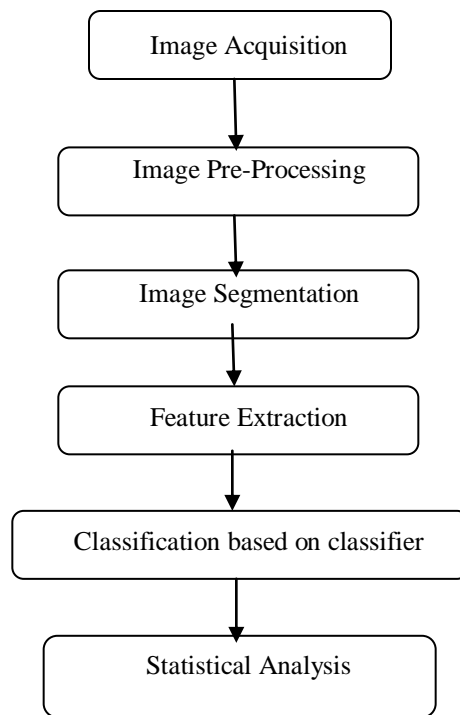 Image Acquisition
Image Pre-Processing
Image Segmentation
Feature Extraction
Classification based on classifier
Statistical Analysis